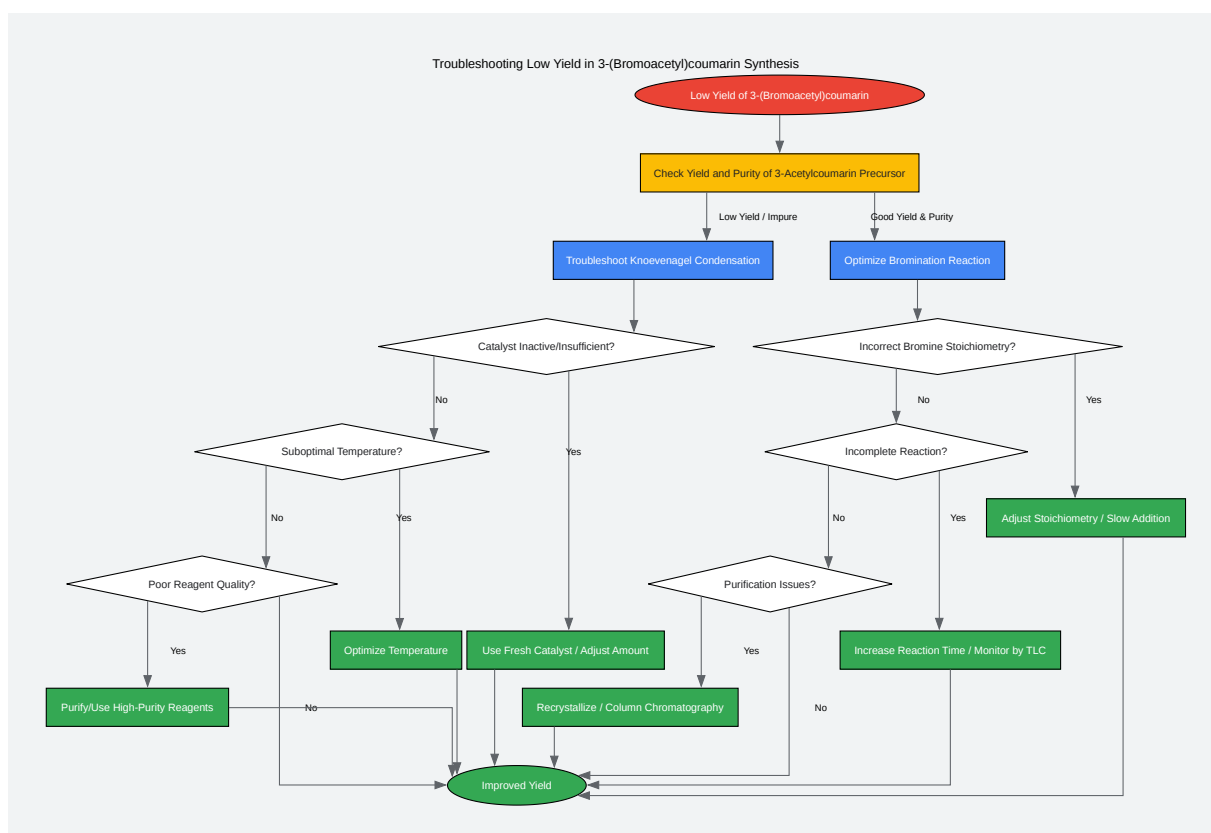 Troubleshooting Low Yield in 3-(Bromoacetyl)coumarin Synthesis
Low Yield of 3-(Bromoacetyl)coumarin
Check Yield and Purity of 3-Acetylcoumarin Precursor
Low Yield / Impure
Good Yield & Purity
Troubleshoot Knoevenagel Condensation
Optimize Bromination Reaction
Catalyst Inactive/Insufficient?
Incorrect Bromine Stoichiometry?
No
No
Yes
Suboptimal Temperature?
Yes
Incomplete Reaction?
No
Yes
No
Yes
Adjust Stoichiometry / Slow Addition
Poor Reagent Quality?
Purification Issues?
Yes
Optimize Temperature
Use Fresh Catalyst / Adjust Amount
Yes
Increase Reaction Time / Monitor by TLC
Purify/Use High-Purity Reagents
No
Recrystallize / Column Chromatography
No
Improved Yield